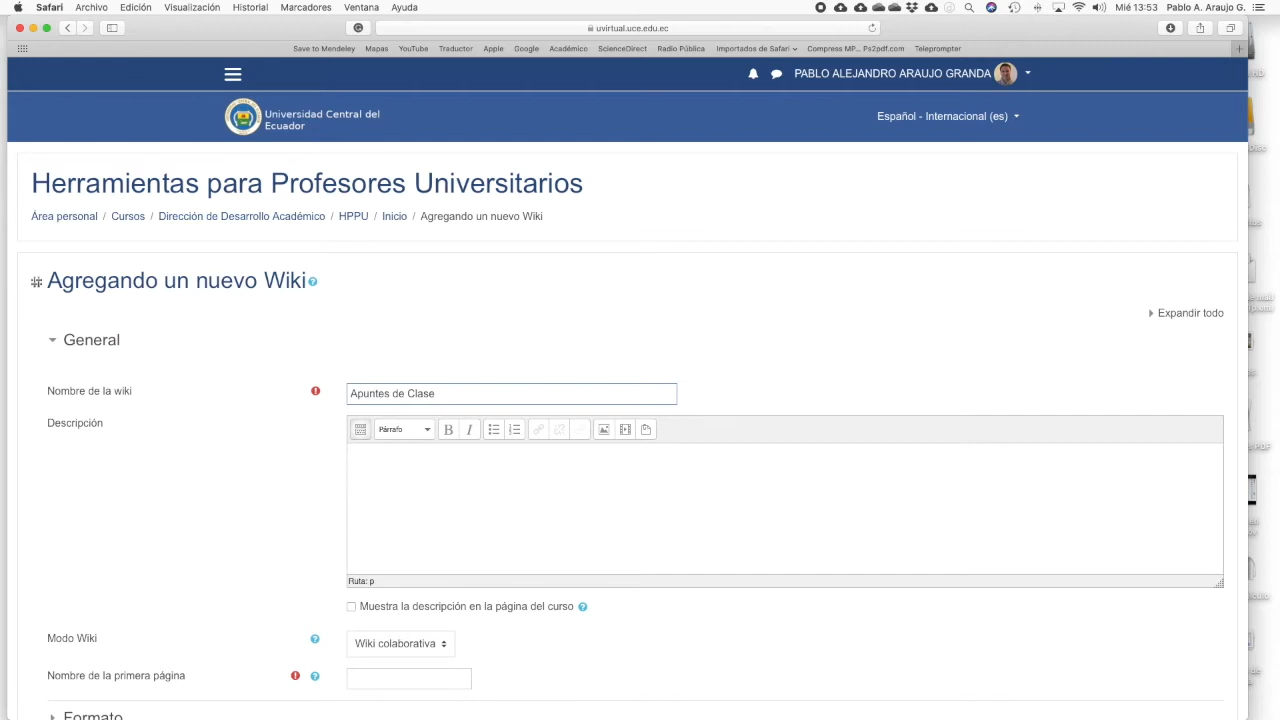 Safari Archivo Edición Visualización Historial Marcadores Ventana Ayuda Mié 13:53 Pablo A. Araujo G.
uvirtual.uce.edu.ec
Save to Mendeley Mapas YouTube Traductor Apple Google Académico ScienceDirect Radio Pública Importados de Safari Compress MP... Ps2pdf.com Teleprompter
PABLO ALEJANDRO ARAUJO GRANDA
Universidad Central del
Ecuador
Español - Internacional (es)
Herramientas para Profesores Universitarios
Área personal / Cursos / Dirección de Desarrollo Académico / HPPU / Inicio / Agregando un nuevo Wiki
Agregando un nuevo Wiki
Expandir todo
General
Nombre de la wiki
Apuntes de Clase
Descripción
Párrafo B I
Ruta: p
Muestra la descripción en la página del curso
Modo Wiki
Wiki colaborativa
Nombre de la primera página
Formato